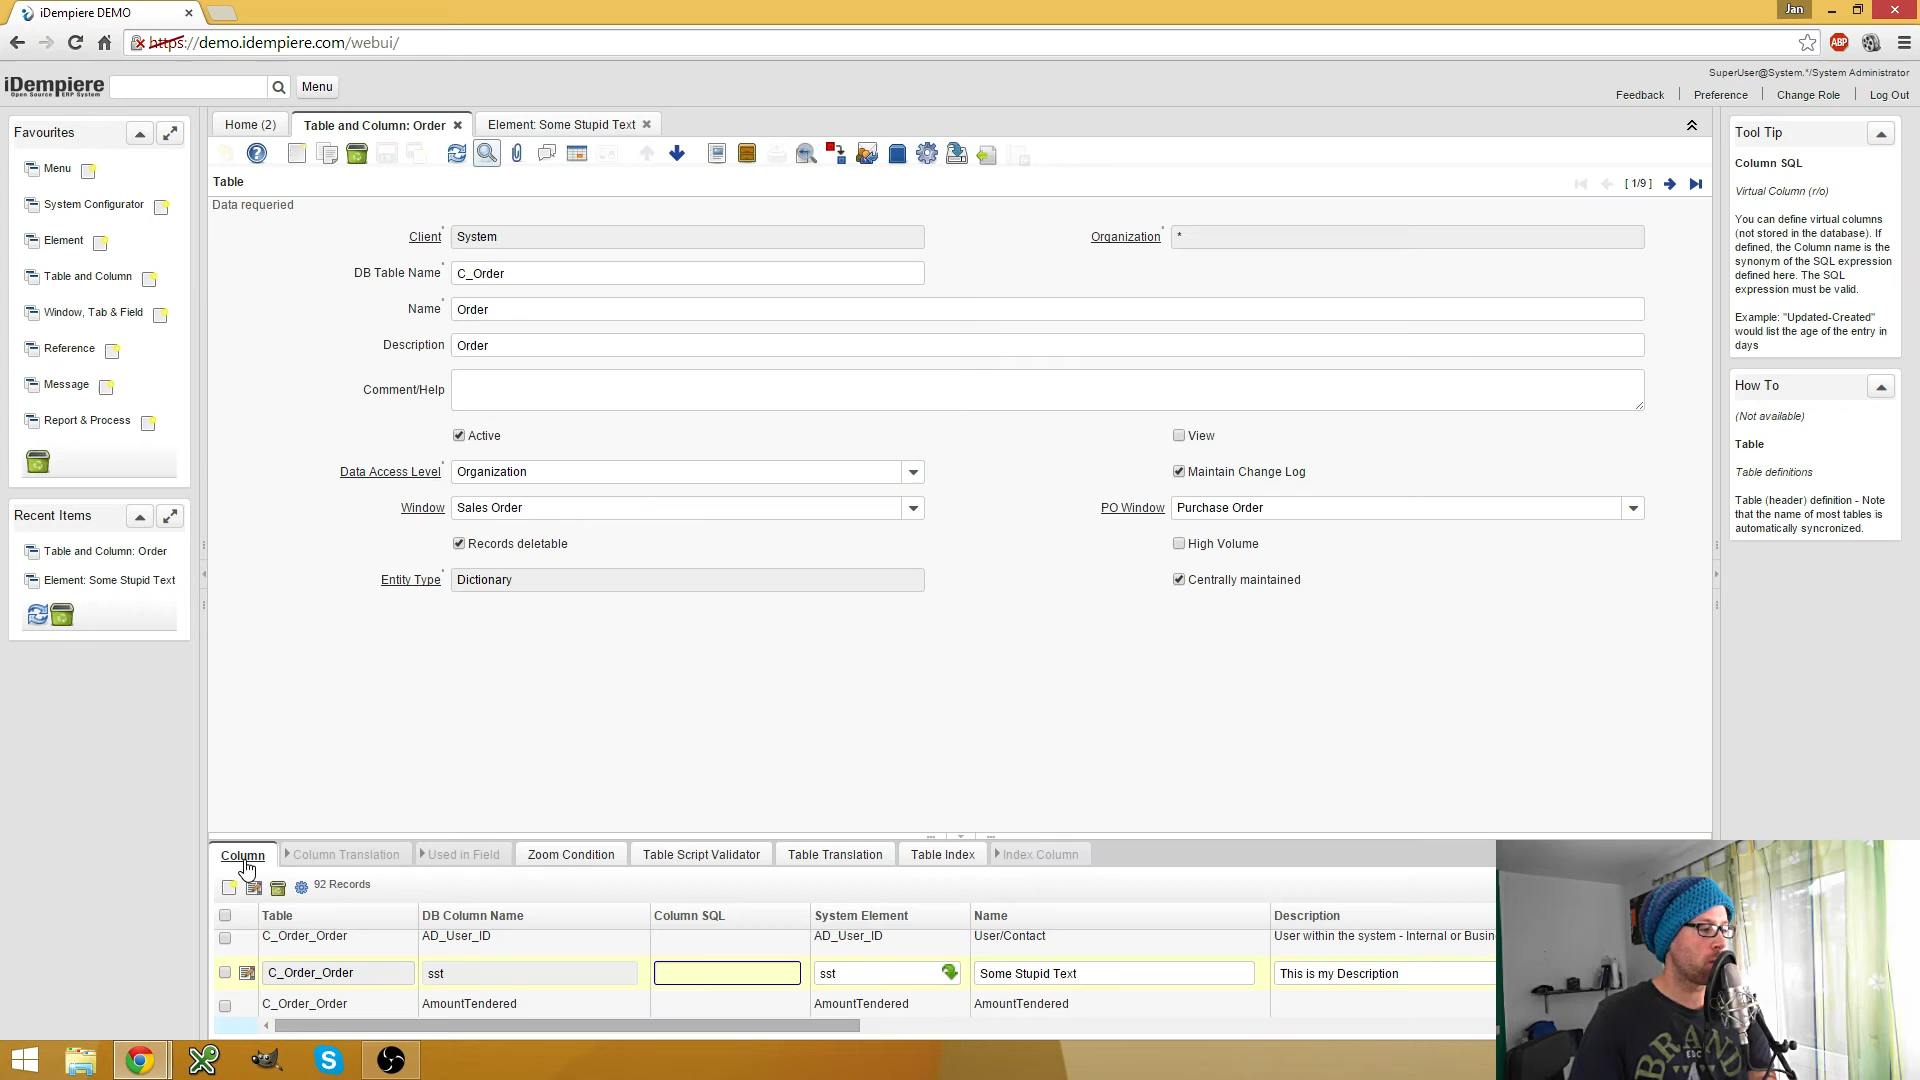 iDempiere DEMO
Jan
https://demo.idempiere.com/webui/
ABP
iDempiere
Open Source ERP System
Menu
SuperUser@System.*/System Administrator
Feedback
Preference
Change Role
Log Out
Favourites
Menu
System Configurator
Element
Table and Column
Window, Tab & Field
Reference
Message
Report & Process
Recent Items
Table and Column: Order
Element: Some Stupid Text
Home (2)
Table and Column: Order
Element: Some Stupid Text
Table
[ 1/9 ]
Data requeried
Client
System
Organization
*
DB Table Name
C_Order
Name
Order
Description
Order
Comment/Help
Active
View
Data Access Level
Organization
Maintain Change Log
Window
Sales Order
PO Window
Purchase Order
Records deletable
High Volume
Entity Type
Dictionary
Centrally maintained
Tool Tip
Column SQL
Virtual Column (r/o)
You can define virtual columns
(not stored in the database). If
defined, the Column name is the
synonym of the SQL expression
defined here. The SQL
expression must be valid.
Example: "Updated-Created"
would list the age of the entry in
days
How To
(Not available)
Table
Table definitions
Table (header) definition - Note
that the name of most tables is
automatically syncronized.
Column
Column Translation
Used in Field
Zoom Condition
Table Script Validator
Table Translation
Table Index
Index Column
92 Records
Table
DB Column Name
Column SQL
System Element
Name
Description
C_Order_Order
AD_User_ID
AD_User_ID
User/Contact
User within the system - Internal or Busin
C_Order_Order
sst
sst
Some Stupid Text
This is my Description
C_Order_Order
AmountTendered
AmountTendered
AmountTendered
BRAND